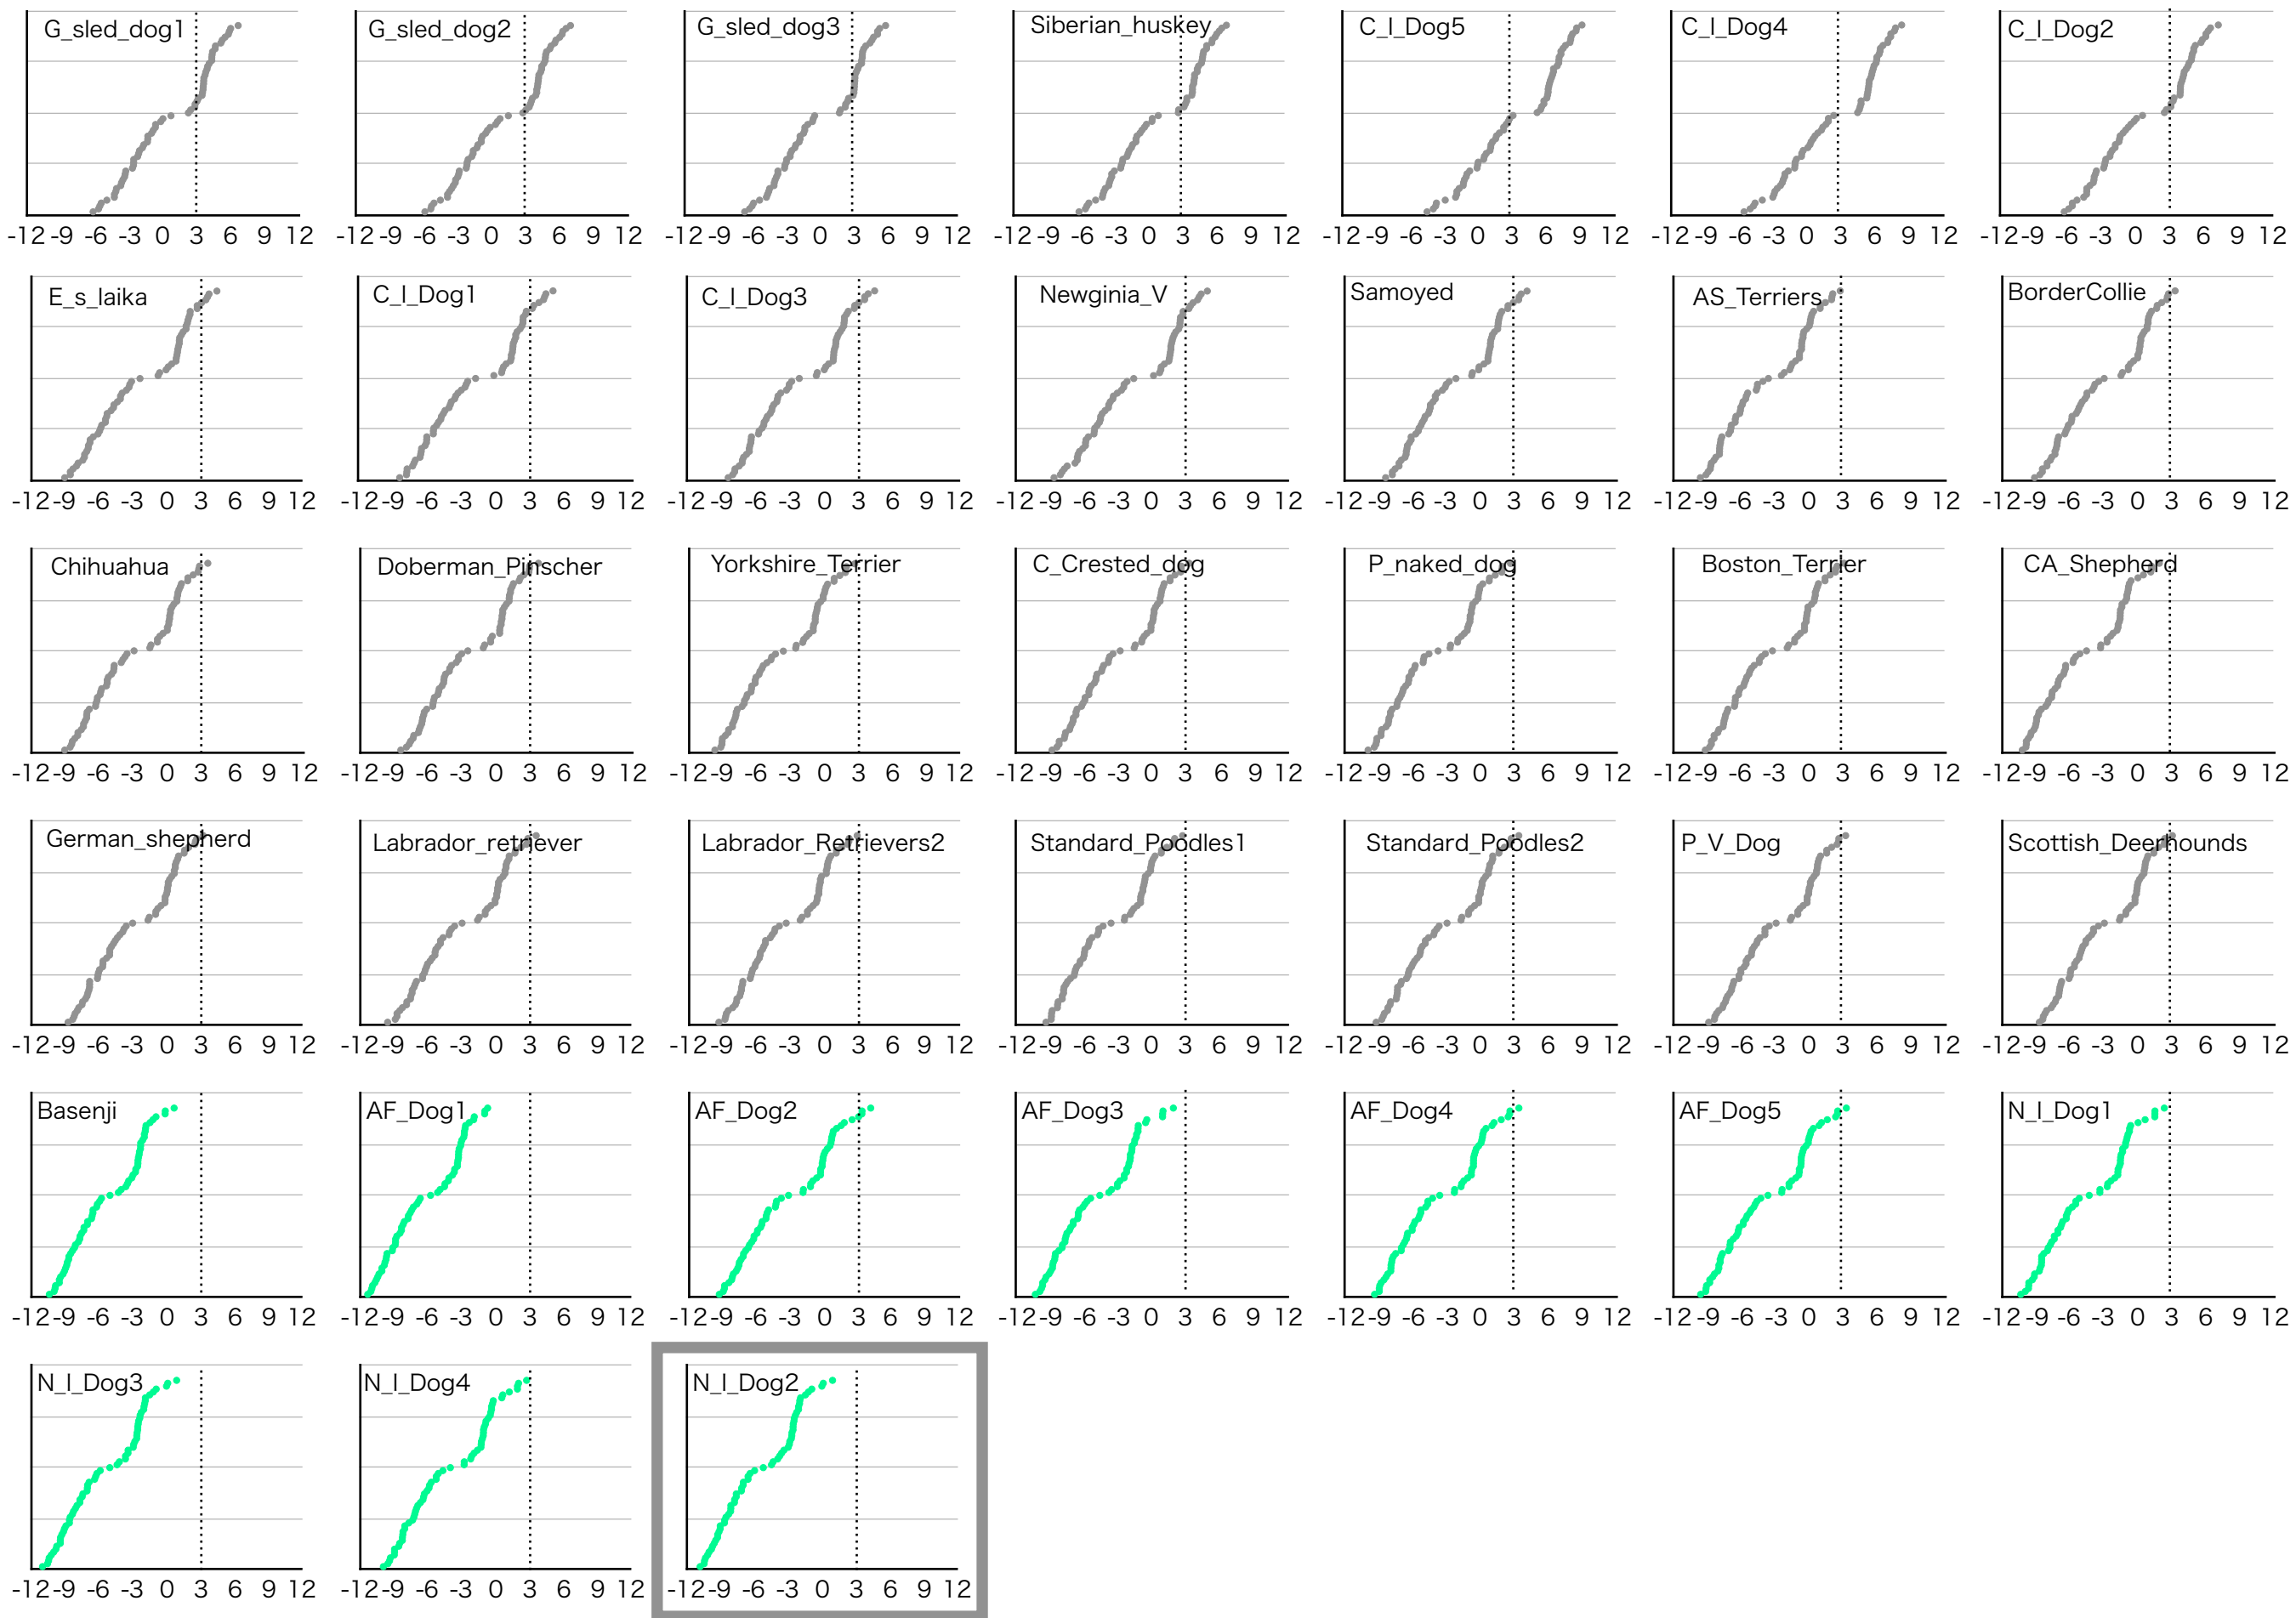 G_sled_dog1 G_sled_dog2 G_sled_dog3 Siberian_huskey C_I_Dog5 C_I_Dog4 C_I_Dog2
-12 -9 -6 -3 0 3 6 9 12 -12 -9 -6 -3 0 3 6 9 12 -12 -9 -6 -3 0 3 6 9 12 -12 -9 -6 -3 0 3 6 9 12 -12 -9 -6 -3 0 3 6 9 12 -12 -9 -6 -3 0 3 6 9 12 -12 -9 -6 -3 0 3 6 9 12
E_s_laika C_I_Dog1 C_I_Dog3 Newginia_V Samoyed AS_Terriers BorderCollie
-12 -9 -6 -3 0 3 6 9 12 -12 -9 -6 -3 0 3 6 9 12 -12 -9 -6 -3 0 3 6 9 12 -12 -9 -6 -3 0 3 6 9 12 -12 -9 -6 -3 0 3 6 9 12 -12 -9 -6 -3 0 3 6 9 12 -12 -9 -6 -3 0 3 6 9 12
Chihuahua Doberman_Pinscher Yorkshire_Terrier C_Crested_dog P_naked_dog Boston_Terrier CA_Shepherd
-12 -9 -6 -3 0 3 6 9 12 -12 -9 -6 -3 0 3 6 9 12 -12 -9 -6 -3 0 3 6 9 12 -12 -9 -6 -3 0 3 6 9 12 -12 -9 -6 -3 0 3 6 9 12 -12 -9 -6 -3 0 3 6 9 12 -12 -9 -6 -3 0 3 6 9 12
German_shepherd Labrador_retriever Labrador_Retrievers2 Standard_Poodles1 Standard_Poodles2 P_V_Dog Scottish_Deerhounds
-12 -9 -6 -3 0 3 6 9 12 -12 -9 -6 -3 0 3 6 9 12 -12 -9 -6 -3 0 3 6 9 12 -12 -9 -6 -3 0 3 6 9 12 -12 -9 -6 -3 0 3 6 9 12 -12 -9 -6 -3 0 3 6 9 12 -12 -9 -6 -3 0 3 6 9 12
Basenji AF_Dog1 AF_Dog2 AF_Dog3 AF_Dog4 AF_Dog5 N_I_Dog1
-12 -9 -6 -3 0 3 6 9 12 -12 -9 -6 -3 0 3 6 9 12 -12 -9 -6 -3 0 3 6 9 12 -12 -9 -6 -3 0 3 6 9 12 -12 -9 -6 -3 0 3 6 9 12 -12 -9 -6 -3 0 3 6 9 12 -12 -9 -6 -3 0 3 6 9 12
N_I_Dog3 N_I_Dog4 N_I_Dog2
-12 -9 -6 -3 0 3 6 9 12 -12 -9 -6 -3 0 3 6 9 12 -12 -9 -6 -3 0 3 6 9 12